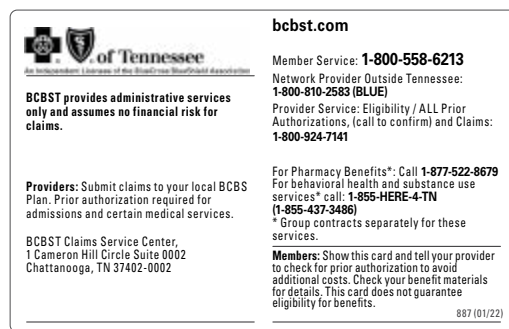 of Tennessee
An Independent Licensee of the BlueCross BlueShield Association
BCBST provides administrative services
only and assumes no financial risk for
claims.
Providers: Submit claims to your local BCBS
Plan. Prior authorization required for
admissions and certain medical services.
BCBST Claims Service Center,
1 Cameron Hill Circle Suite 0002
Chattanooga, TN 37402-0002
bcbst.com
Member Service: 1-800-558-6213
Network Provider Outside Tennessee:
1-800-810-2583 (BLUE)
Provider Service: Eligibility / ALL Prior
Authorizations, (call to confirm) and Claims:
1-800-924-7141
For Pharmacy Benefits*: Call 1-877-522-8679
For behavioral health and substance use
services* call: 1-855-HERE-4-TN
(1-855-437-3486)
* Group contracts separately for these
services.
Members: Show this card and tell your provider
to check for prior authorization to avoid
additional costs. Check your benefit materials
for details. This card does not guarantee
eligibility for benefits.
887 (01/22)